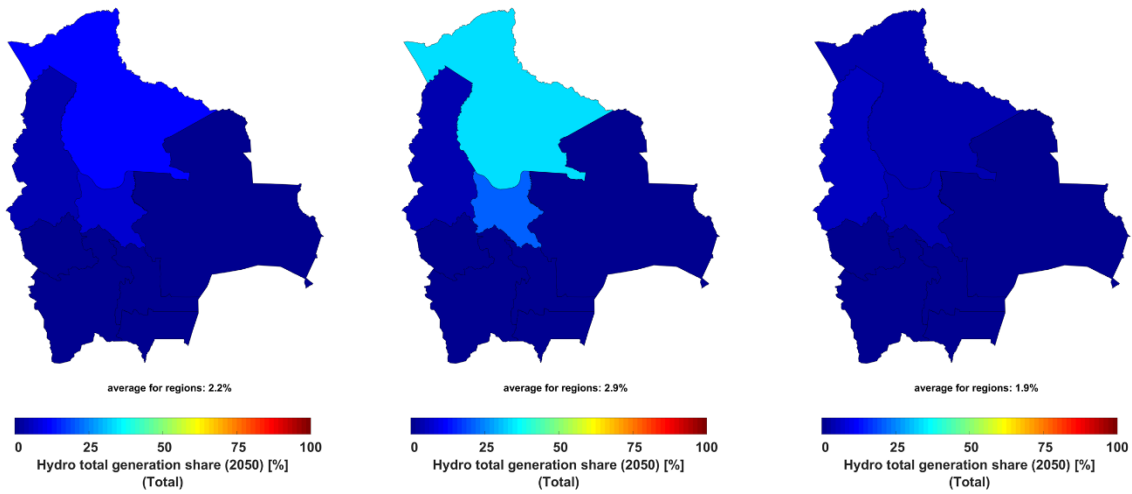 average for regions: 2.2%
0 25 50 75 100
Hydro total generation share (2050) [%]
(Total)
average for regions: 2.9%
0 25 50 75 100
Hydro total generation share (2050) [%]
(Total)
average for regions: 1.9%
0 25 50 75 100
Hydro total generation share (2050) [%]
(Total)